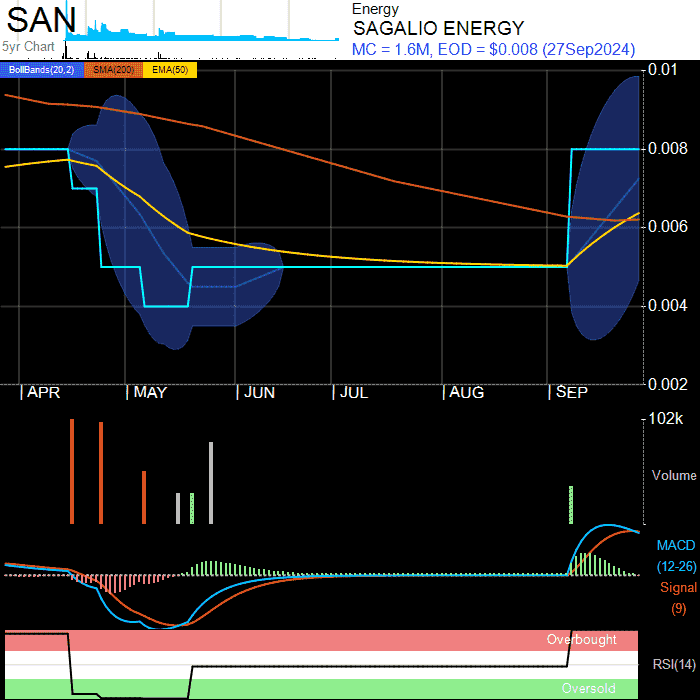 SAN
5yr Chart
Energy
SAGALIO ENERGY
MC = 1.6M, EOD = $0.008 (27Sep2024)
BollBands(20,2) SMA(200) EMA(50)
0.01
0.008
0.006
0.004
0.002
| APR | MAY | JUN | JUL | AUG | SEP
102k
Volume
MACD
(12-26)
Signal
(9)
Overbought
RSI(14)
Oversold